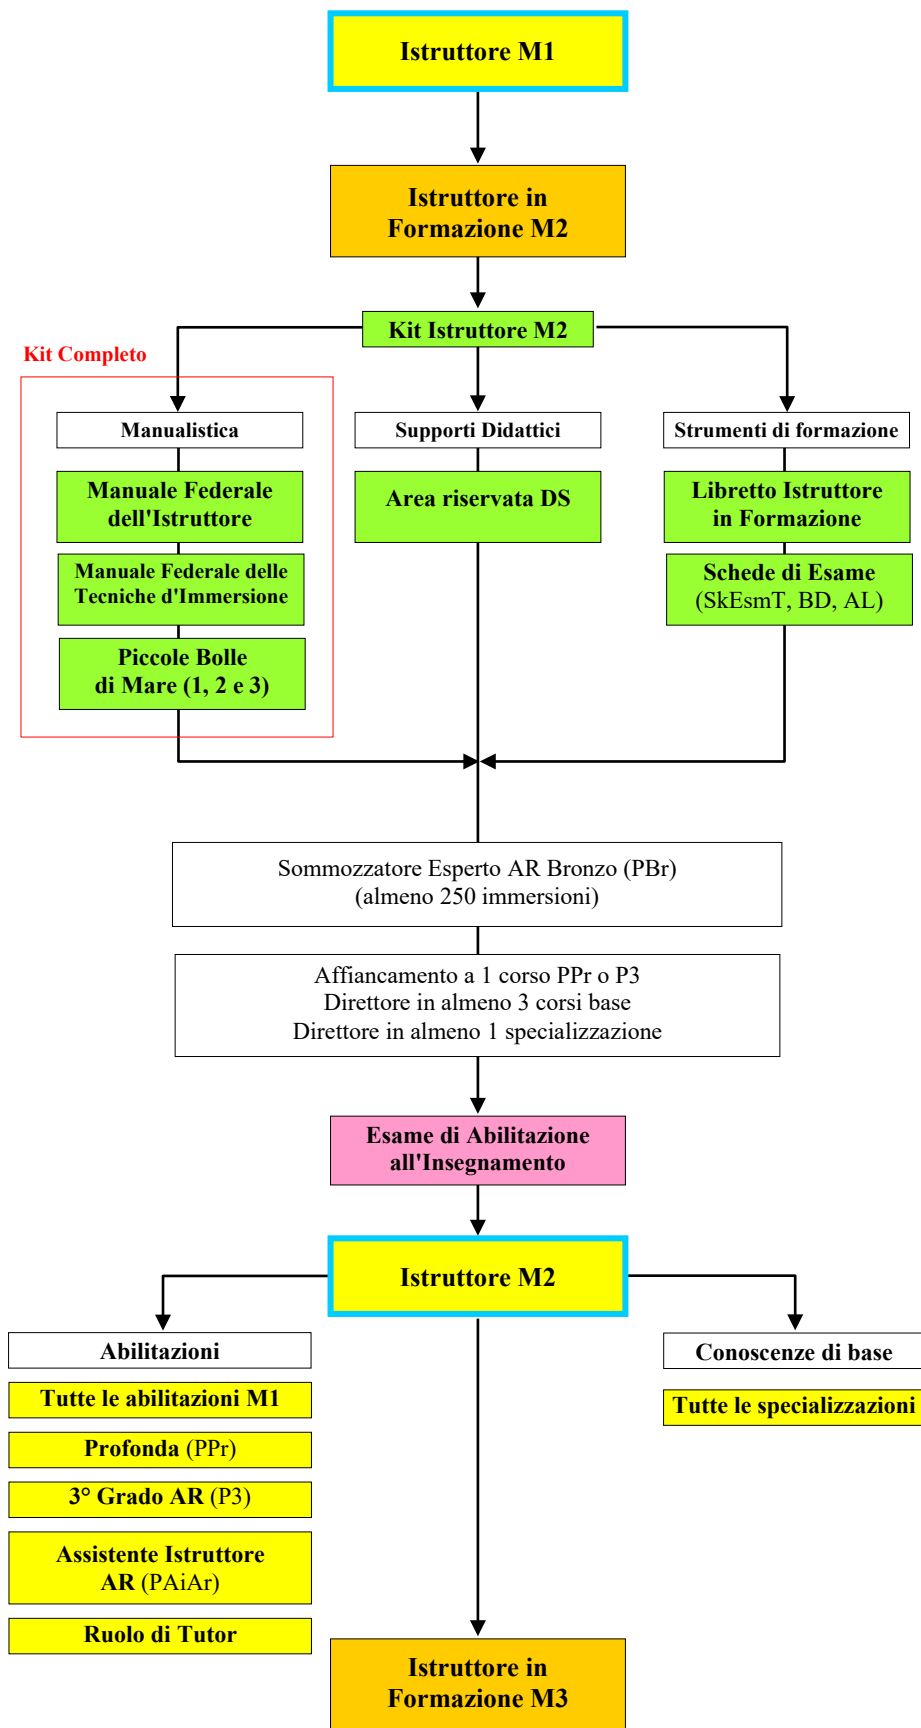 Istruttore M1
Istruttore in
Formazione M2
Kit Istruttore M2
Kit Completo
Manualistica
Supporti Didattici
Strumenti di formazione
Manuale Federale
dell'Istruttore
Area riservata DS
Libretto Istruttore
in Formazione
Manuale Federale delle
Tecniche d'Immersione
Schede di Esame
(SkEsmT, BD, AL)
Piccole Bolle
di Mare (1, 2 e 3)
Sommozzatore Esperto AR Bronzo (PBr)
(almeno 250 immersioni)
Affiancamento a 1 corso PPr o P3
Direttore in almeno 3 corsi base
Direttore in almeno 1 specializzazione
Esame di Abilitazione
all'Insegnamento
Istruttore M2
Abilitazioni
Conoscenze di base
Tutte le abilitazioni M1
Tutte le specializzazioni
Profonda (PPr)
3° Grado AR (P3)
Assistente Istruttore
AR (PAiAr)
Ruolo di Tutor
Istruttore in
Formazione M3